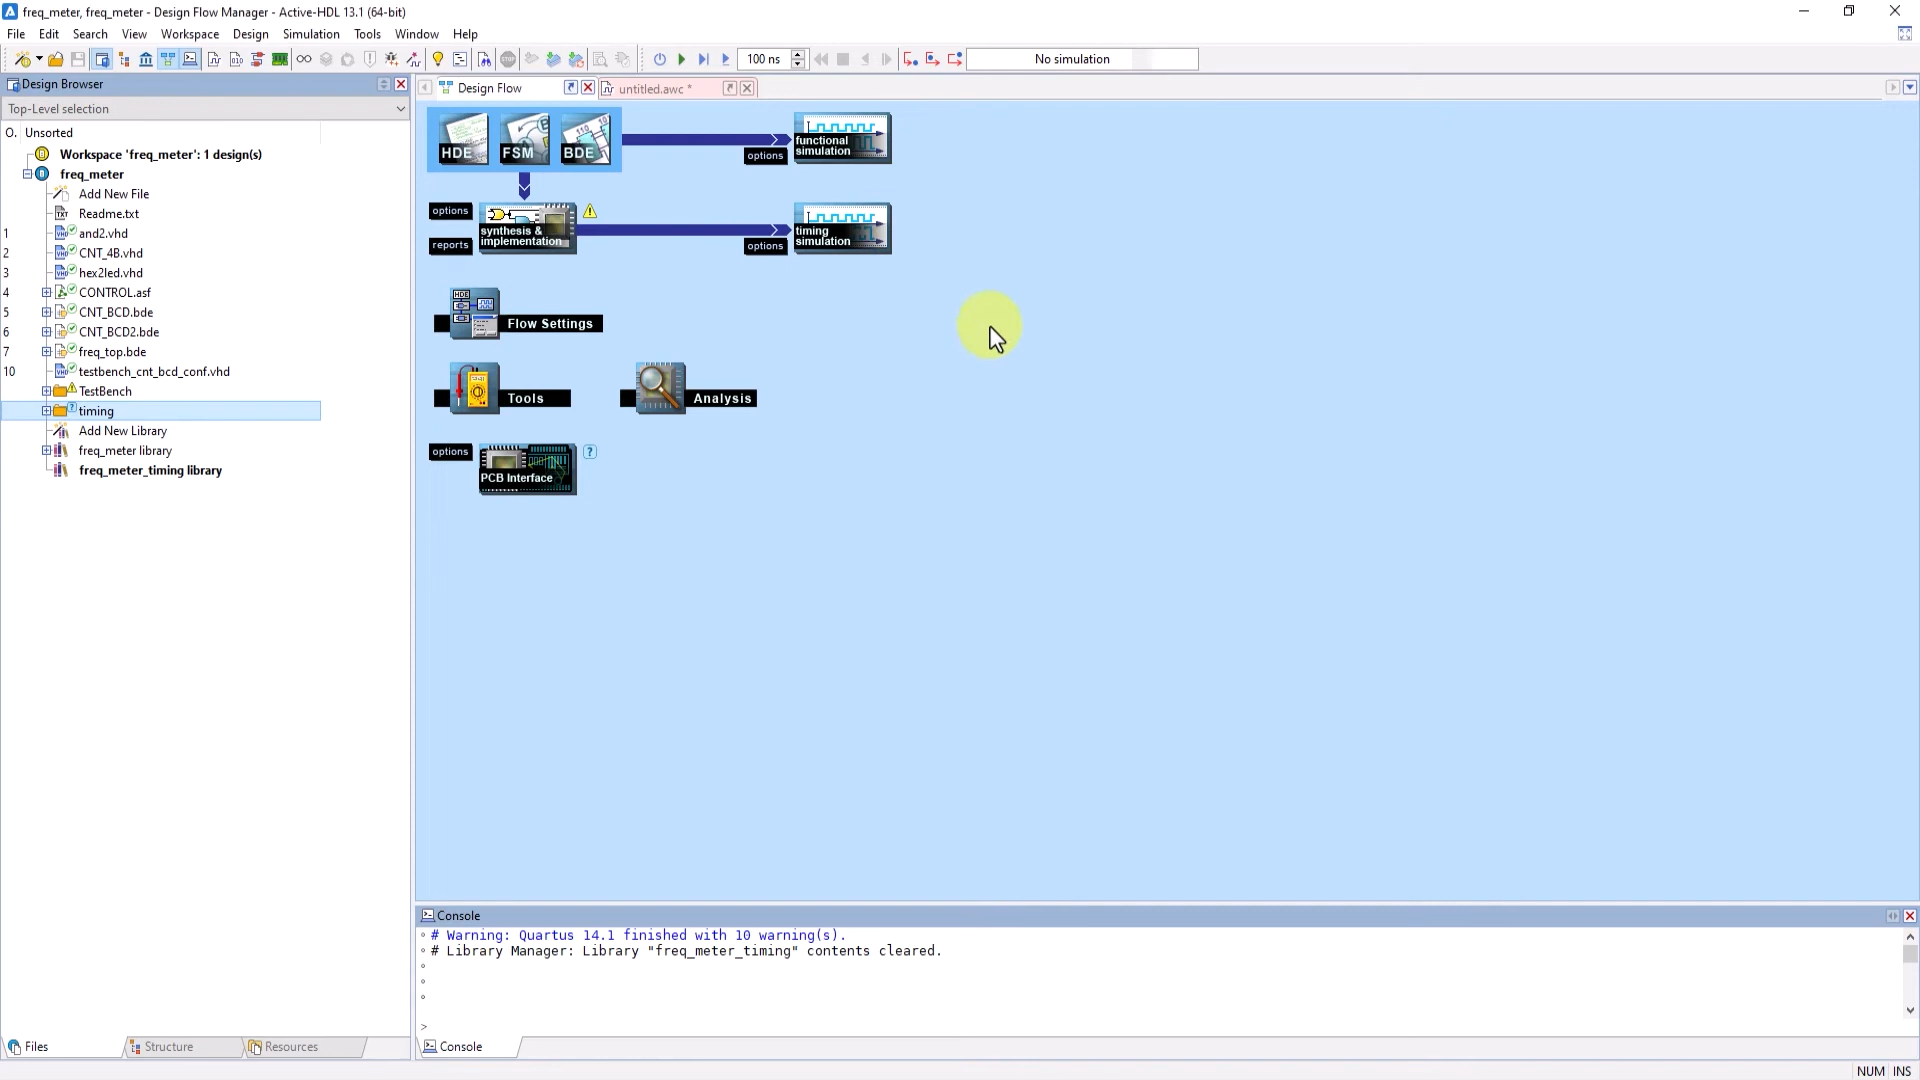 freq_meter, freq_meter - Design Flow Manager - Active-HDL 13.1 (64-bit)
File Edit Search View Workspace Design Simulation Tools Window Help
100 ns
No simulation
Design Browser
Top-Level selection
O. Unsorted
Workspace 'freq_meter': 1 design(s)
freq_meter
Add New File
Readme.txt
1 and2.vhd
2 CNT_4B.vhd
3 hex2led.vhd
4 CONTROL.asf
5 CNT_BCD.bde
6 CNT_BCD2.bde
7 freq_top.bde
10 testbench_cnt_bcd_conf.vhd
TestBench
timing
Add New Library
freq_meter library
freq_meter_timing library
Files Structure Resources
Design Flow untitled.awc *
HDE FSM BDE
options
functional
simulation
options
reports
synthesis &
implementation
options
timing
simulation
Flow Settings
Tools
Analysis
options
PCB Interface
Console
# Warning: Quartus 14.1 finished with 10 warning(s).
# Library Manager: Library "freq_meter_timing" contents cleared.
>
Console
NUM INS